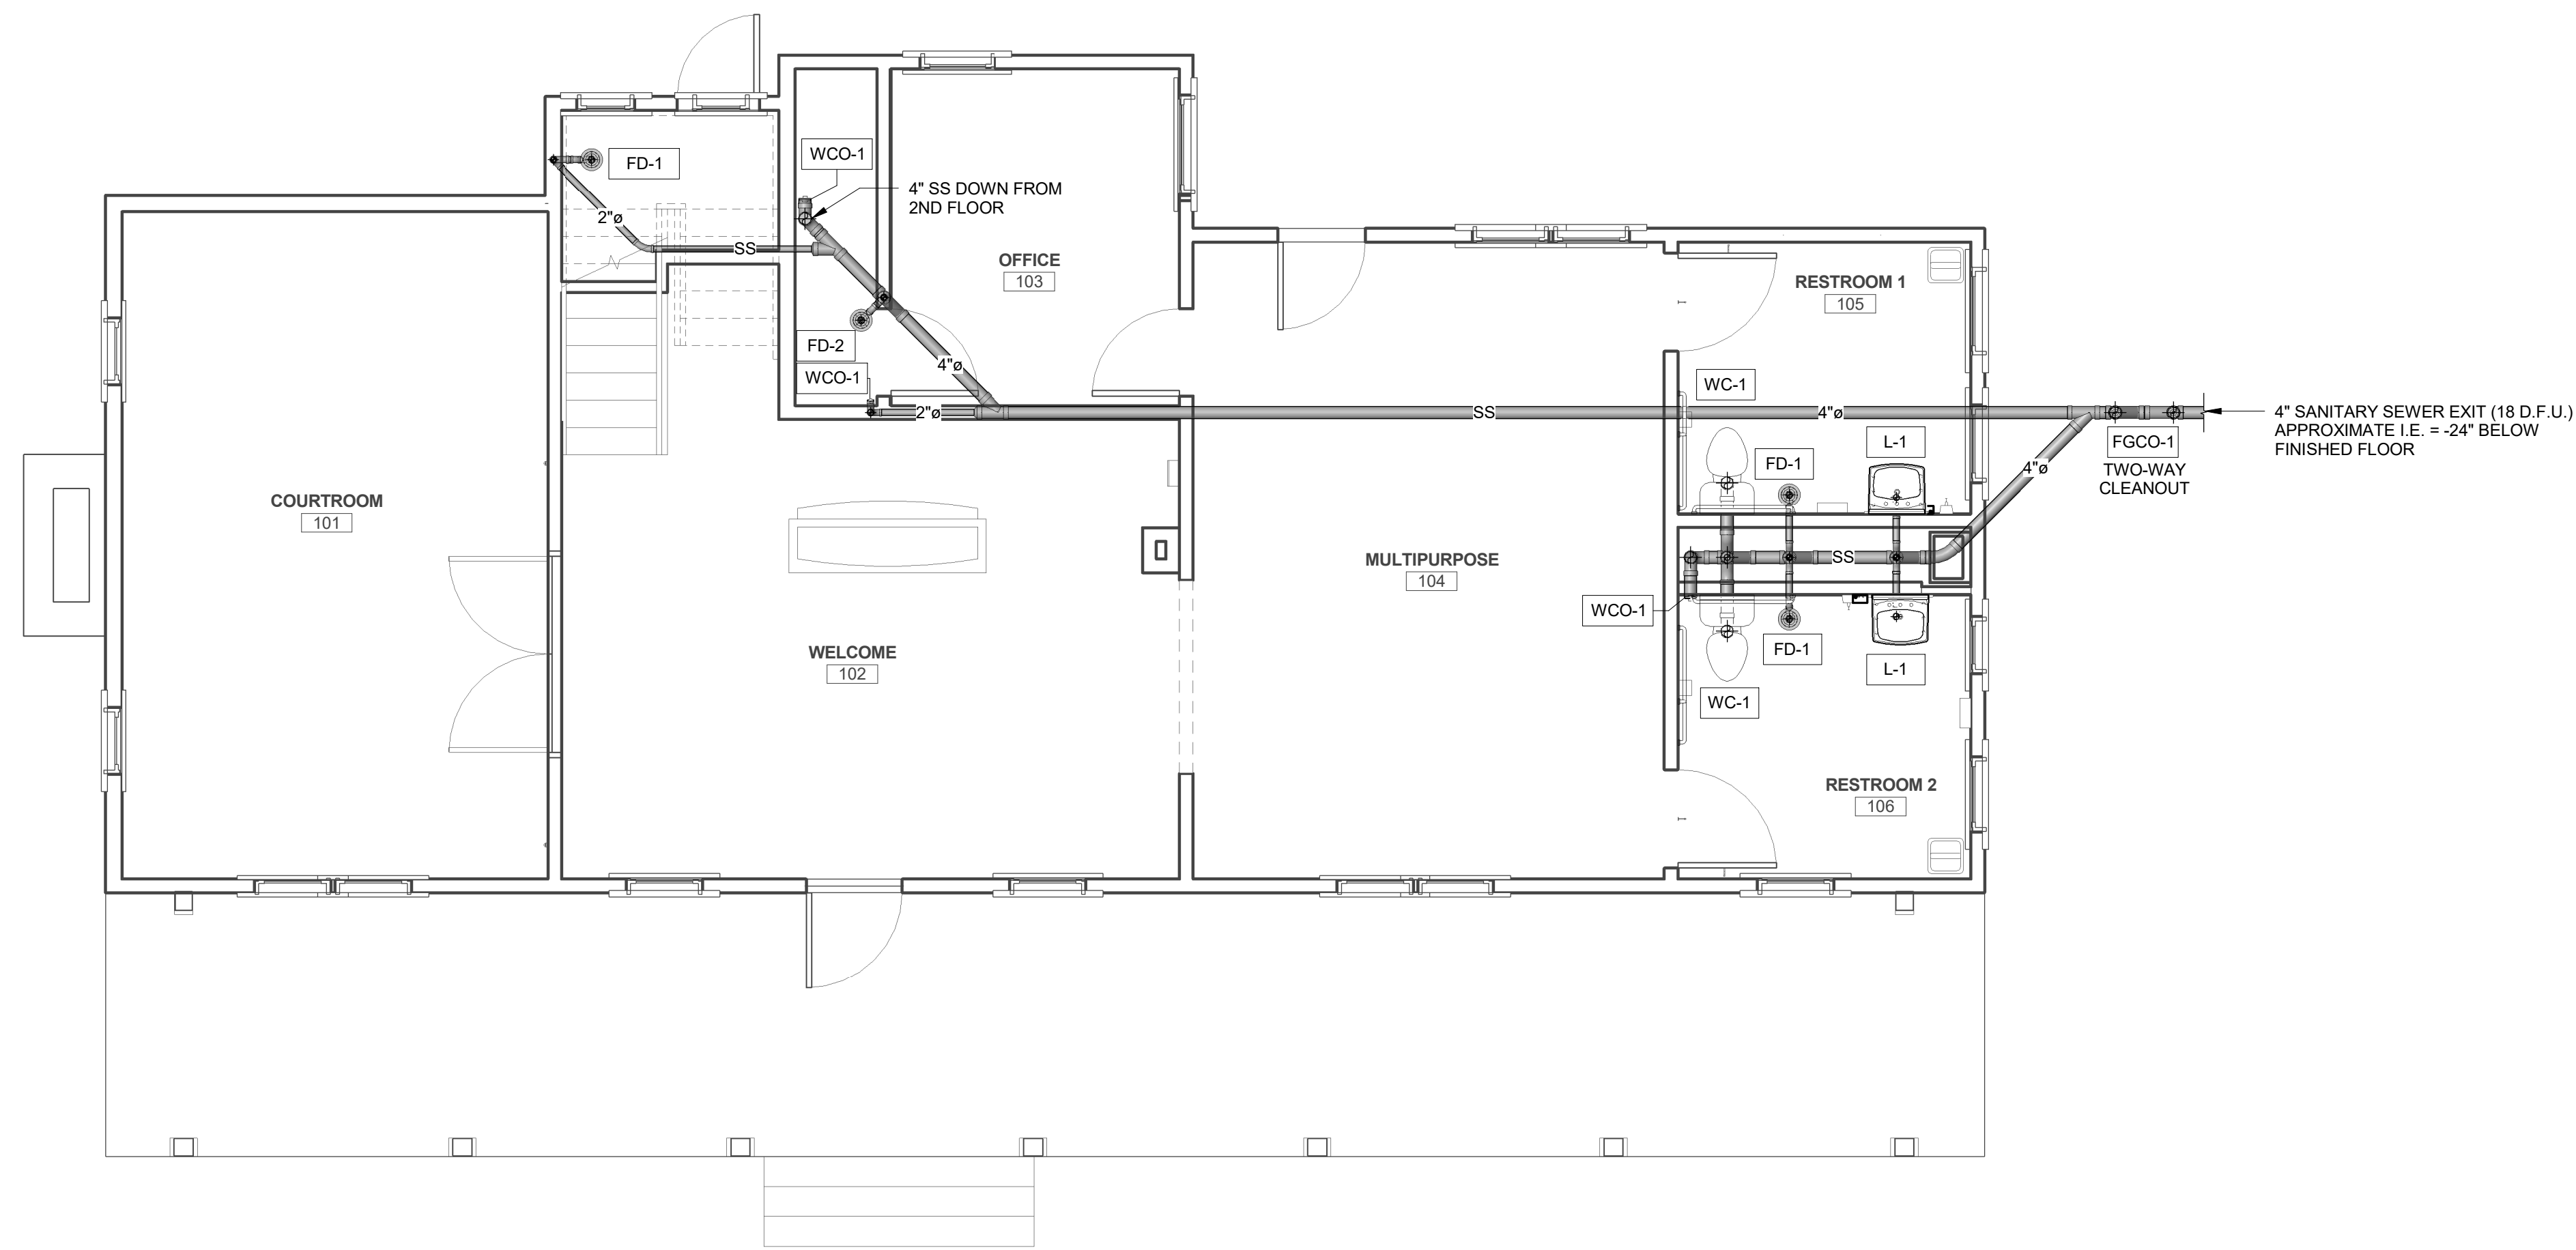 WCO-1
FD-1
4" SS DOWN FROM
2ND FLOOR
2"ø
SS
OFFICE
103
RESTROOM 1
105
FD-2
4"ø
WCO-1
WC-1
2"ø
SS
4"ø
4" SANITARY SEWER EXIT (18 D.F.U.)
APPROXIMATE I.E. = -24" BELOW
FINISHED FLOOR
L-1
FGCO-1
TWO-WAY
CLEANOUT
FD-1
4"ø
COURTROOM
101
MULTIPURPOSE
104
SS
WCO-1
WELCOME
102
FD-1
L-1
WC-1
RESTROOM 2
106